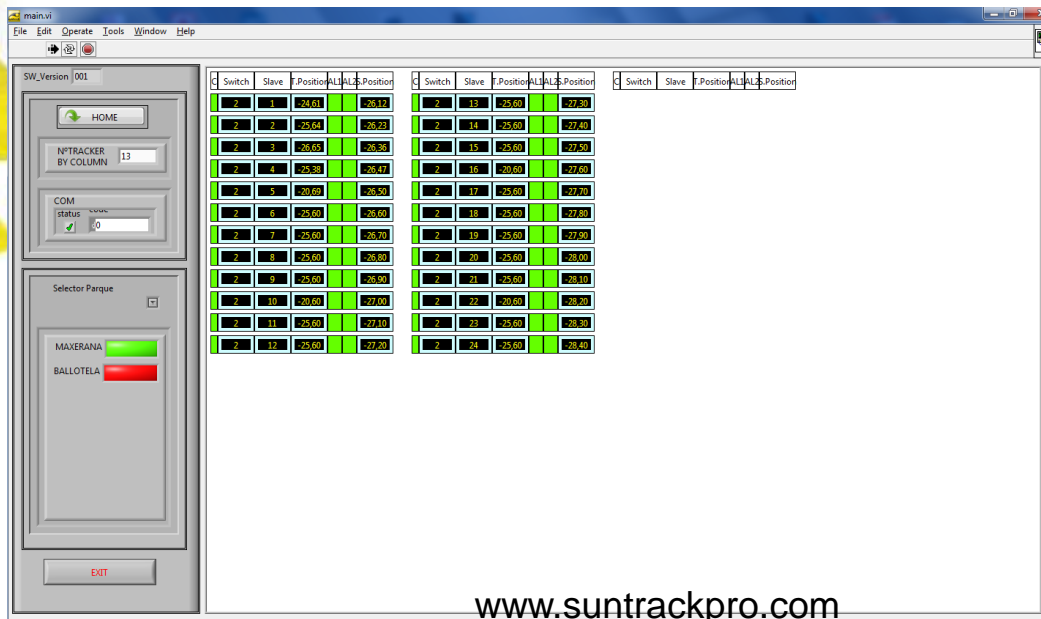 main.vi
File Edit Operate Tools Window Help
SW_Version 001
HOME
NºTRACKER BY COLUMN 13
COM
status code
0
Selector Parque
MAXERANA
BALLOTELA
EXIT
C Switch Slave T.Position AL1 AL2 S.Position C Switch Slave T.Position AL1 AL2 S.Position C Switch Slave T.Position AL1 AL2 S.Position
2 1 -24,61 -26,12 2 13 -25,60 -27,30
2 2 -25,64 -26,23 2 14 -25,60 -27,40
2 3 -26,65 -26,36 2 15 -25,60 -27,50
2 4 -25,38 -26,47 2 16 -20,60 -27,60
2 5 -20,69 -26,50 2 17 -25,60 -27,70
2 6 -25,60 -26,60 2 18 -25,60 -27,80
2 7 -25,60 -26,70 2 19 -25,60 -27,90
2 8 -25,60 -26,80 2 20 -25,60 -28,00
2 9 -25,60 -26,90 2 21 -25,60 -28,10
2 10 -20,60 -27,00 2 22 -20,60 -28,20
2 11 -25,60 -27,10 2 23 -25,60 -28,30
2 12 -25,60 -27,20 2 24 -25,60 -28,40
www.suntrackpro.com